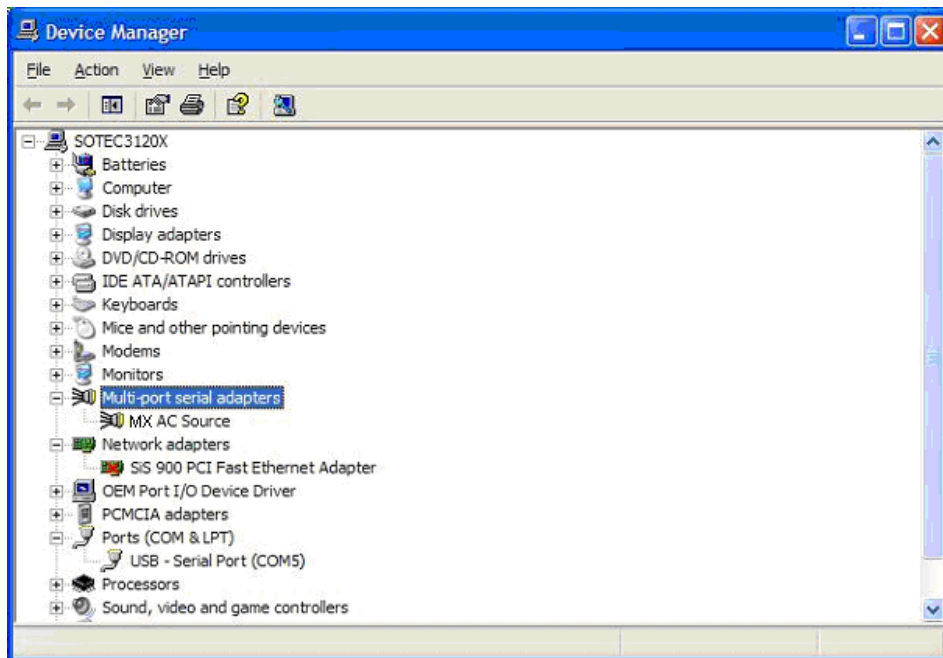 Device Manager
File Action View Help
SOTEC3120X
Batteries
Computer
Disk drives
Display adapters
DVD/CD-ROM drives
IDE ATA/ATAPI controllers
Keyboards
Mice and other pointing devices
Modems
Monitors
Multi-port serial adapters
MX AC Source
Network adapters
SiS 900 PCI Fast Ethernet Adapter
OEM Port I/O Device Driver
PCMCIA adapters
Ports (COM & LPT)
USB - Serial Port (COM5)
Processors
Sound, video and game controllers